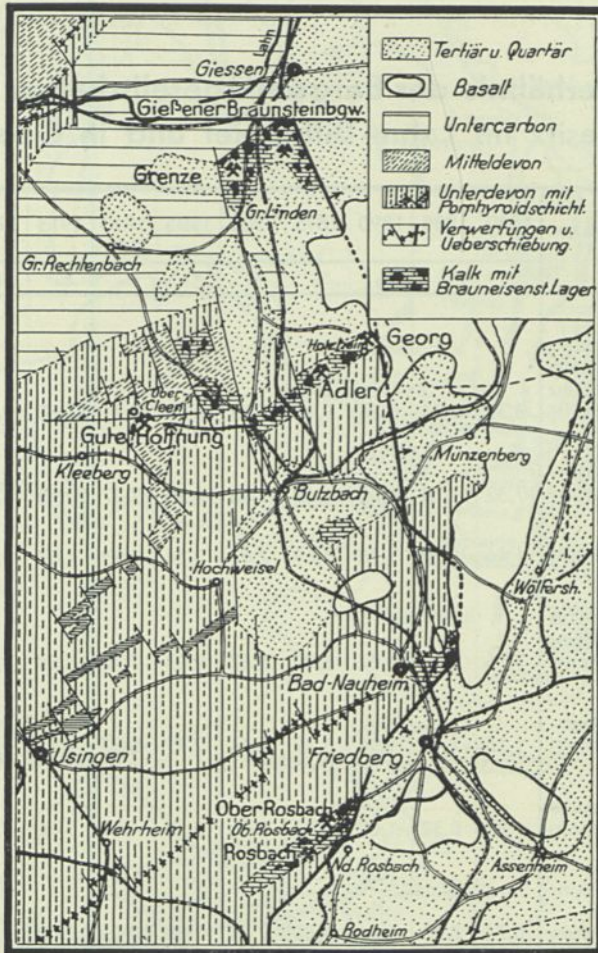 Lahn
Giessen
Gießener Braunsteinbgw.
Grenze
Gr. Linden
Gr. Rechtenbach
Tertiär u. Quartär
Basalt
Untercarbon
Mitteldevon
Unterdevon mit
Porphyroidschicht.
Verwerfungen u.
Ueberschiebung.
Kalk mit
Brauneisenst. Lager
Holzheim
Georg
Adler
Ober
Cleen
Gute Hoffnung
Kleeberg
Münzenberg
Butzbach
Hochweisel
Wölfersh.
Bad-Nauheim
Usingen
Friedberg
Ober Rosbach
Ob. Rosbach
Wehrheim
Rosbach
Nd. Rosbach
Assenheim
Rodheim